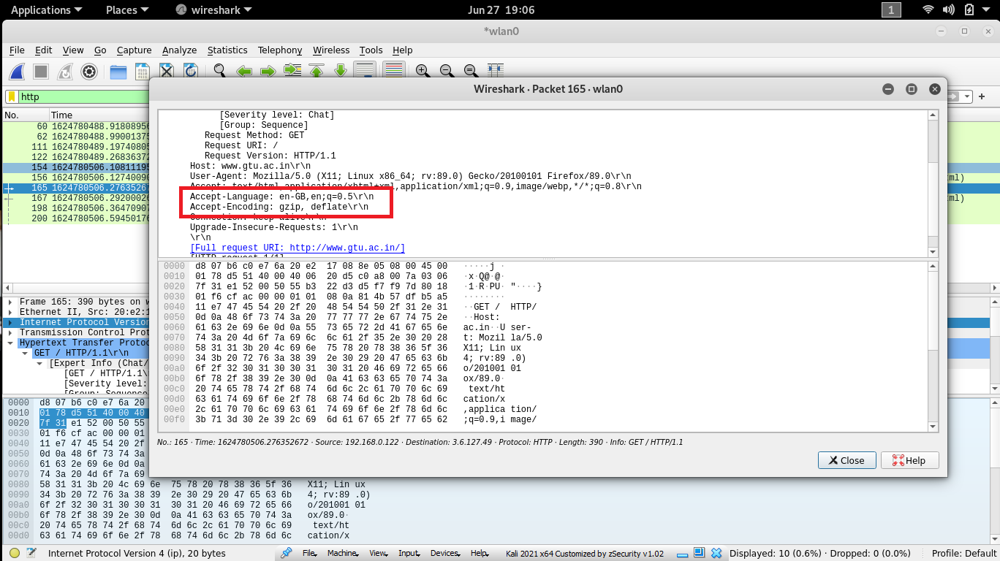 Applications Places wireshark Jun 27 19:06 1
*wlan0
File Edit View Go Capture Analyze Statistics Telephony Wireless Tools Help
http
No. Time
60 1624780488.91808956
62 1624780488.99001375
111 1624780489.19740805
122 1624780489.26836372
154 1624780506.10811195
156 1624780506.12740090
165 1624780506.27635267
167 1624780506.29200026
198 1624780506.36470907
200 1624780506.59450176
Wireshark · Packet 165 · wlan0
[Severity level: Chat]
[Group: Sequence]
Request Method: GET
Request URI: /
Request Version: HTTP/1.1
Host: www.gtu.ac.in\r\n
User-Agent: Mozilla/5.0 (X11; Linux x86_64; rv:89.0) Gecko/20100101 Firefox/89.0\r\n
Accept: text/html,application/xhtml+xml,application/xml;q=0.9,image/webp,*/*;q=0.8\r\n
Accept-Language: en-GB,en;q=0.5\r\n
Accept-Encoding: gzip, deflate\r\n
Connection: keep-alive\r\n
Upgrade-Insecure-Requests: 1\r\n
\r\n
[Full request URI: http://www.gtu.ac.in/]
[HTTP request 1/1]
0000 d8 07 b6 c0 e7 6a 20 e2 17 08 8e 05 08 00 45 00 ·····j ·
0010 01 78 d5 51 40 00 40 06 20 d5 c0 a8 00 7a 03 06 ·x·Q@·@·
0020 7f 31 e1 52 00 50 55 b3 22 d3 d5 f7 f9 7d 80 18 ·1·R·PU· "····}
0030 01 f6 cf ac 00 00 01 01 08 0a 81 4b 57 df b5 a5 ········
0040 11 e7 47 45 54 20 2f 20 48 54 54 50 2f 31 2e 31 ··GET / HTTP/
0050 0d 0a 48 6f 73 74 3a 20 77 77 77 2e 67 74 75 2e ··Host:
0060 61 63 2e 69 6e 0d 0a 55 73 65 72 2d 41 67 65 6e ac.in··U ser-
0070 74 3a 20 4d 6f 7a 69 6c 6c 61 2f 35 2e 30 20 28 t: Mozil la/5.0
0080 58 31 31 3b 20 4c 69 6e 75 78 20 78 38 36 5f 36 X11; Lin ux
0090 34 3b 20 72 76 3a 38 39 2e 30 29 20 47 65 63 6b 4; rv:89 .0)
00a0 6f 2f 32 30 31 30 30 31 30 31 20 46 69 72 65 66 o/201001 01
00b0 6f 78 2f 38 39 2e 30 0d 0a 41 63 63 65 70 74 3a ox/89.0·
00c0 20 74 65 78 74 2f 68 74 6d 6c 2c 61 70 70 6c 69 text/ht
00d0 63 61 74 69 6f 6e 2f 78 68 74 6d 6c 2b 78 6d 6c cation/x
00e0 2c 61 70 70 6c 69 63 61 74 69 6f 6e 2f 78 6d 6c ,applica tion/
00f0 3b 71 3d 30 2e 39 2c 69 6d 61 67 65 2f 77 65 62 ;q=0.9,i mage/
No.: 165 · Time: 1624780506.276352672 · Source: 192.168.0.122 · Destination: 3.6.127.49 · Protocol: HTTP · Length: 390 · Info: GET / HTTP/1.1
Close Help
Frame 165: 390 bytes on w
Ethernet II, Src: 20:e2:1
Internet Protocol Version
Transmission Control Prot
Hypertext Transfer Protoc
GET / HTTP/1.1\r\n
[Expert Info (Chat/
[GET / HTTP/1.1\
[Severity level:
[Group: Sequence]
0000 d8 07 b6 c0 e7 6a 20
0010 01 78 d5 51 40 00 40
0020 7f 31 e1 52 00 50 55
0030 01 f6 cf ac 00 00 01
0040 11 e7 47 45 54 20 2f
0050 0d 0a 48 6f 73 74 3a
0060 61 63 2e 69 6e 0d 0a
0070 74 3a 20 4d 6f 7a 69
0080 58 31 31 3b 20 4c 69 6e 75 78 20 78 38 36 5f 36 X11; Lin ux
0090 34 3b 20 72 76 3a 38 39 2e 30 29 20 47 65 63 6b 4; rv:89 .0)
00a0 6f 2f 32 30 31 30 30 31 30 31 20 46 69 72 65 66 o/201001 01
00b0 6f 78 2f 38 39 2e 30 0d 0a 41 63 63 65 70 74 3a ox/89.0·
00c0 20 74 65 78 74 2f 68 74 6d 6c 2c 61 70 70 6c 69 text/ht
00d0 63 61 74 69 6f 6e 2f 78 68 74 6d 6c 2b 78 6d 6c cation/x
Internet Protocol Version 4 (ip), 20 bytes File Machine View Input Devices Help Kali 2021 x64 Customized by zSecurity v1.02 Displayed: 10 (0.6%) · Dropped: 0 (0.0%) Profile: Default